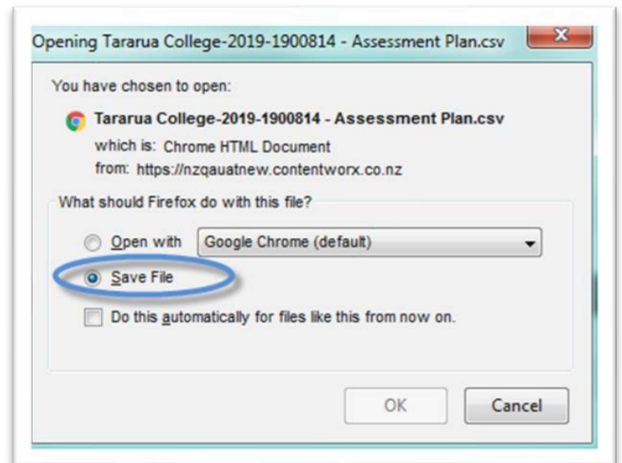 Opening Tararua College-2019-1900814 - Assessment Plan.csv
You have chosen to open:
Tararua College-2019-1900814 - Assessment Plan.csv
which is: Chrome HTML Document
from: https://nzqauatnew.contentworx.co.nz
What should Firefox do with this file?
Open with Google Chrome (default)
Save File
Do this automatically for files like this from now on.
OK Cancel